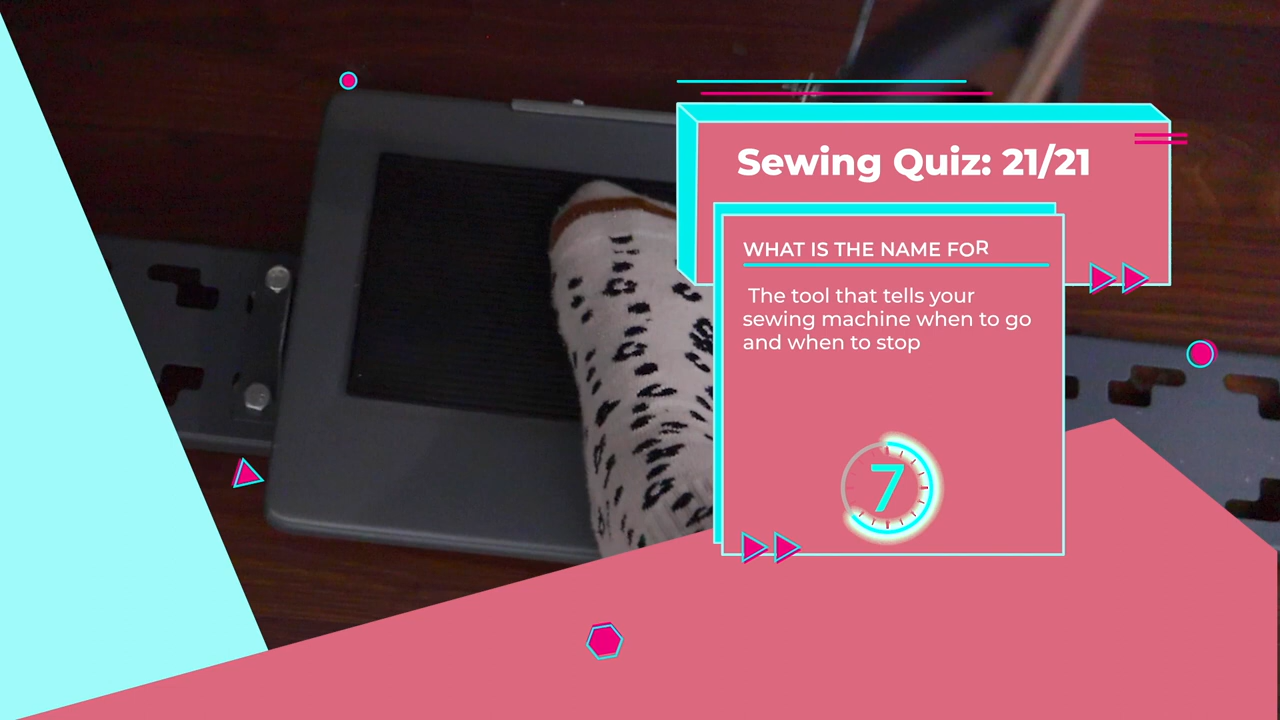 Sewing Quiz: 21/21
WHAT IS THE NAME FOR
The tool that tells your
sewing machine when to go
and when to stop
7